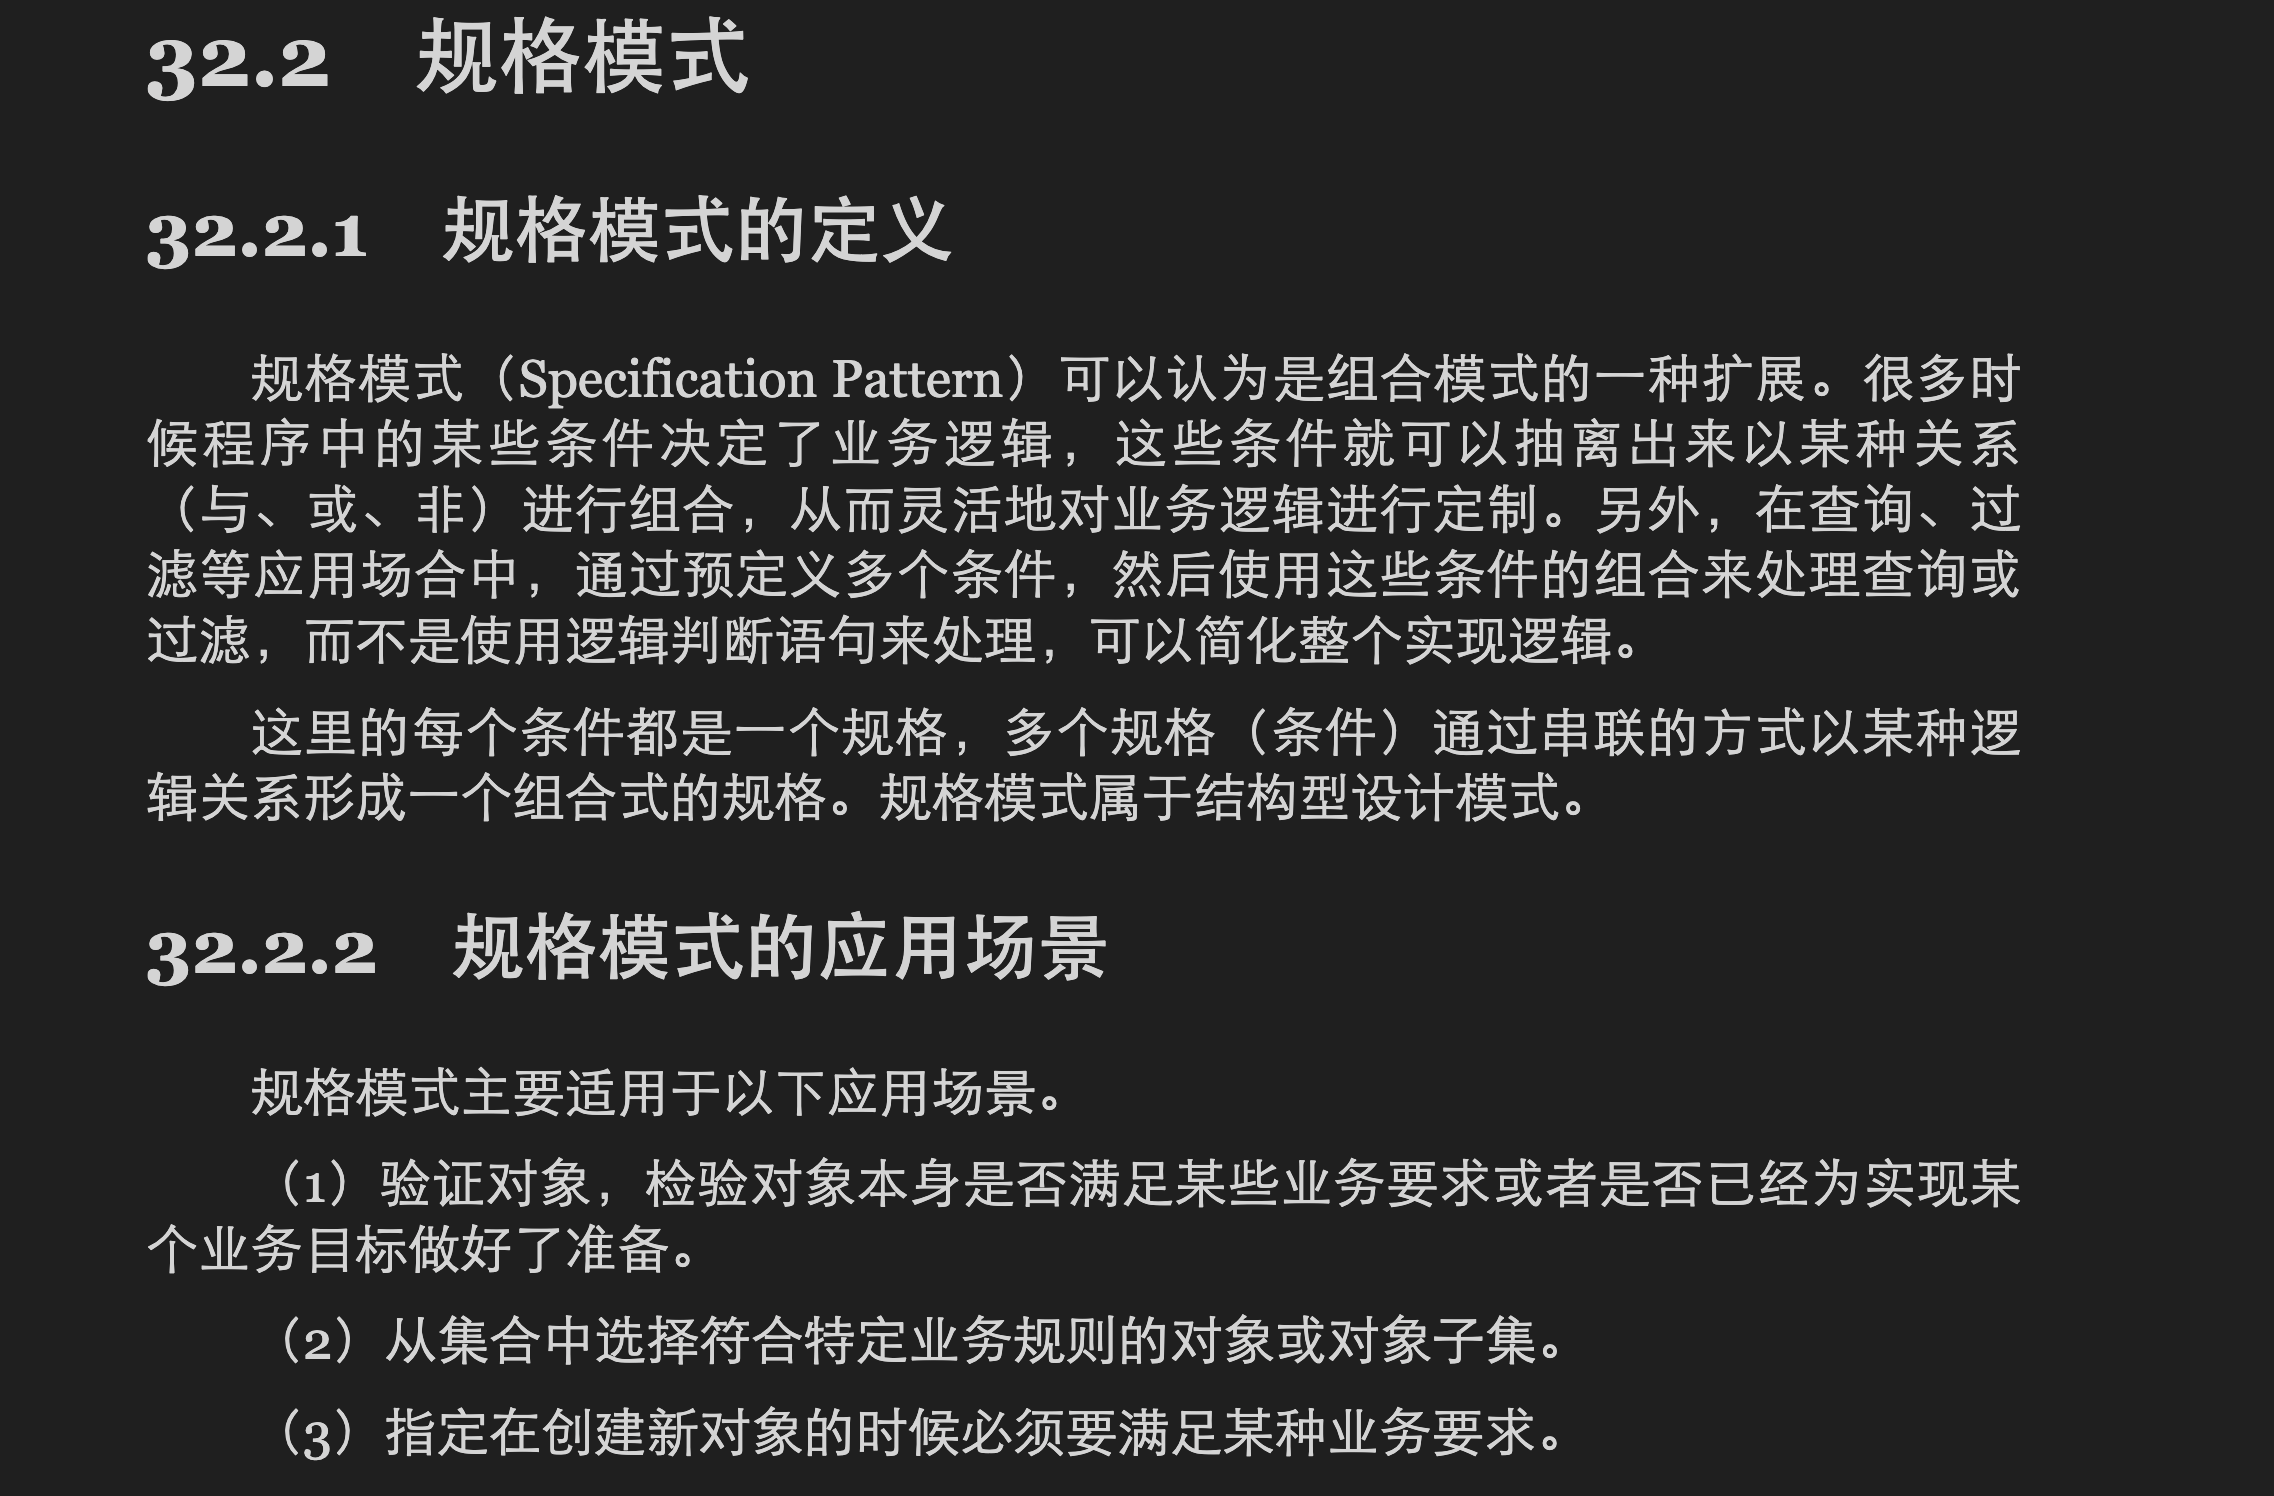 32.2 规格模式
32.2.1 规格模式的定义
规格模式（Specification Pattern）可以认为是组合模式的一种扩展。很多时
候程序中的某些条件决定了业务逻辑，这些条件就可以抽离出来以某种关系
（与、或、非）进行组合，从而灵活地对业务逻辑进行定制。另外，在查询、过
滤等应用场合中，通过预定义多个条件，然后使用这些条件的组合来处理查询或
过滤，而不是使用逻辑判断语句来处理，可以简化整个实现逻辑。
这里的每个条件都是一个规格，多个规格（条件）通过串联的方式以某种逻
辑关系形成一个组合式的规格。规格模式属于结构型设计模式。
32.2.2 规格模式的应用场景
规格模式主要适用于以下应用场景。
（1）验证对象，检验对象本身是否满足某些业务要求或者是否已经为实现某
个业务目标做好了准备。
（2）从集合中选择符合特定业务规则的对象或对象子集。
（3）指定在创建新对象的时候必须要满足某种业务要求。